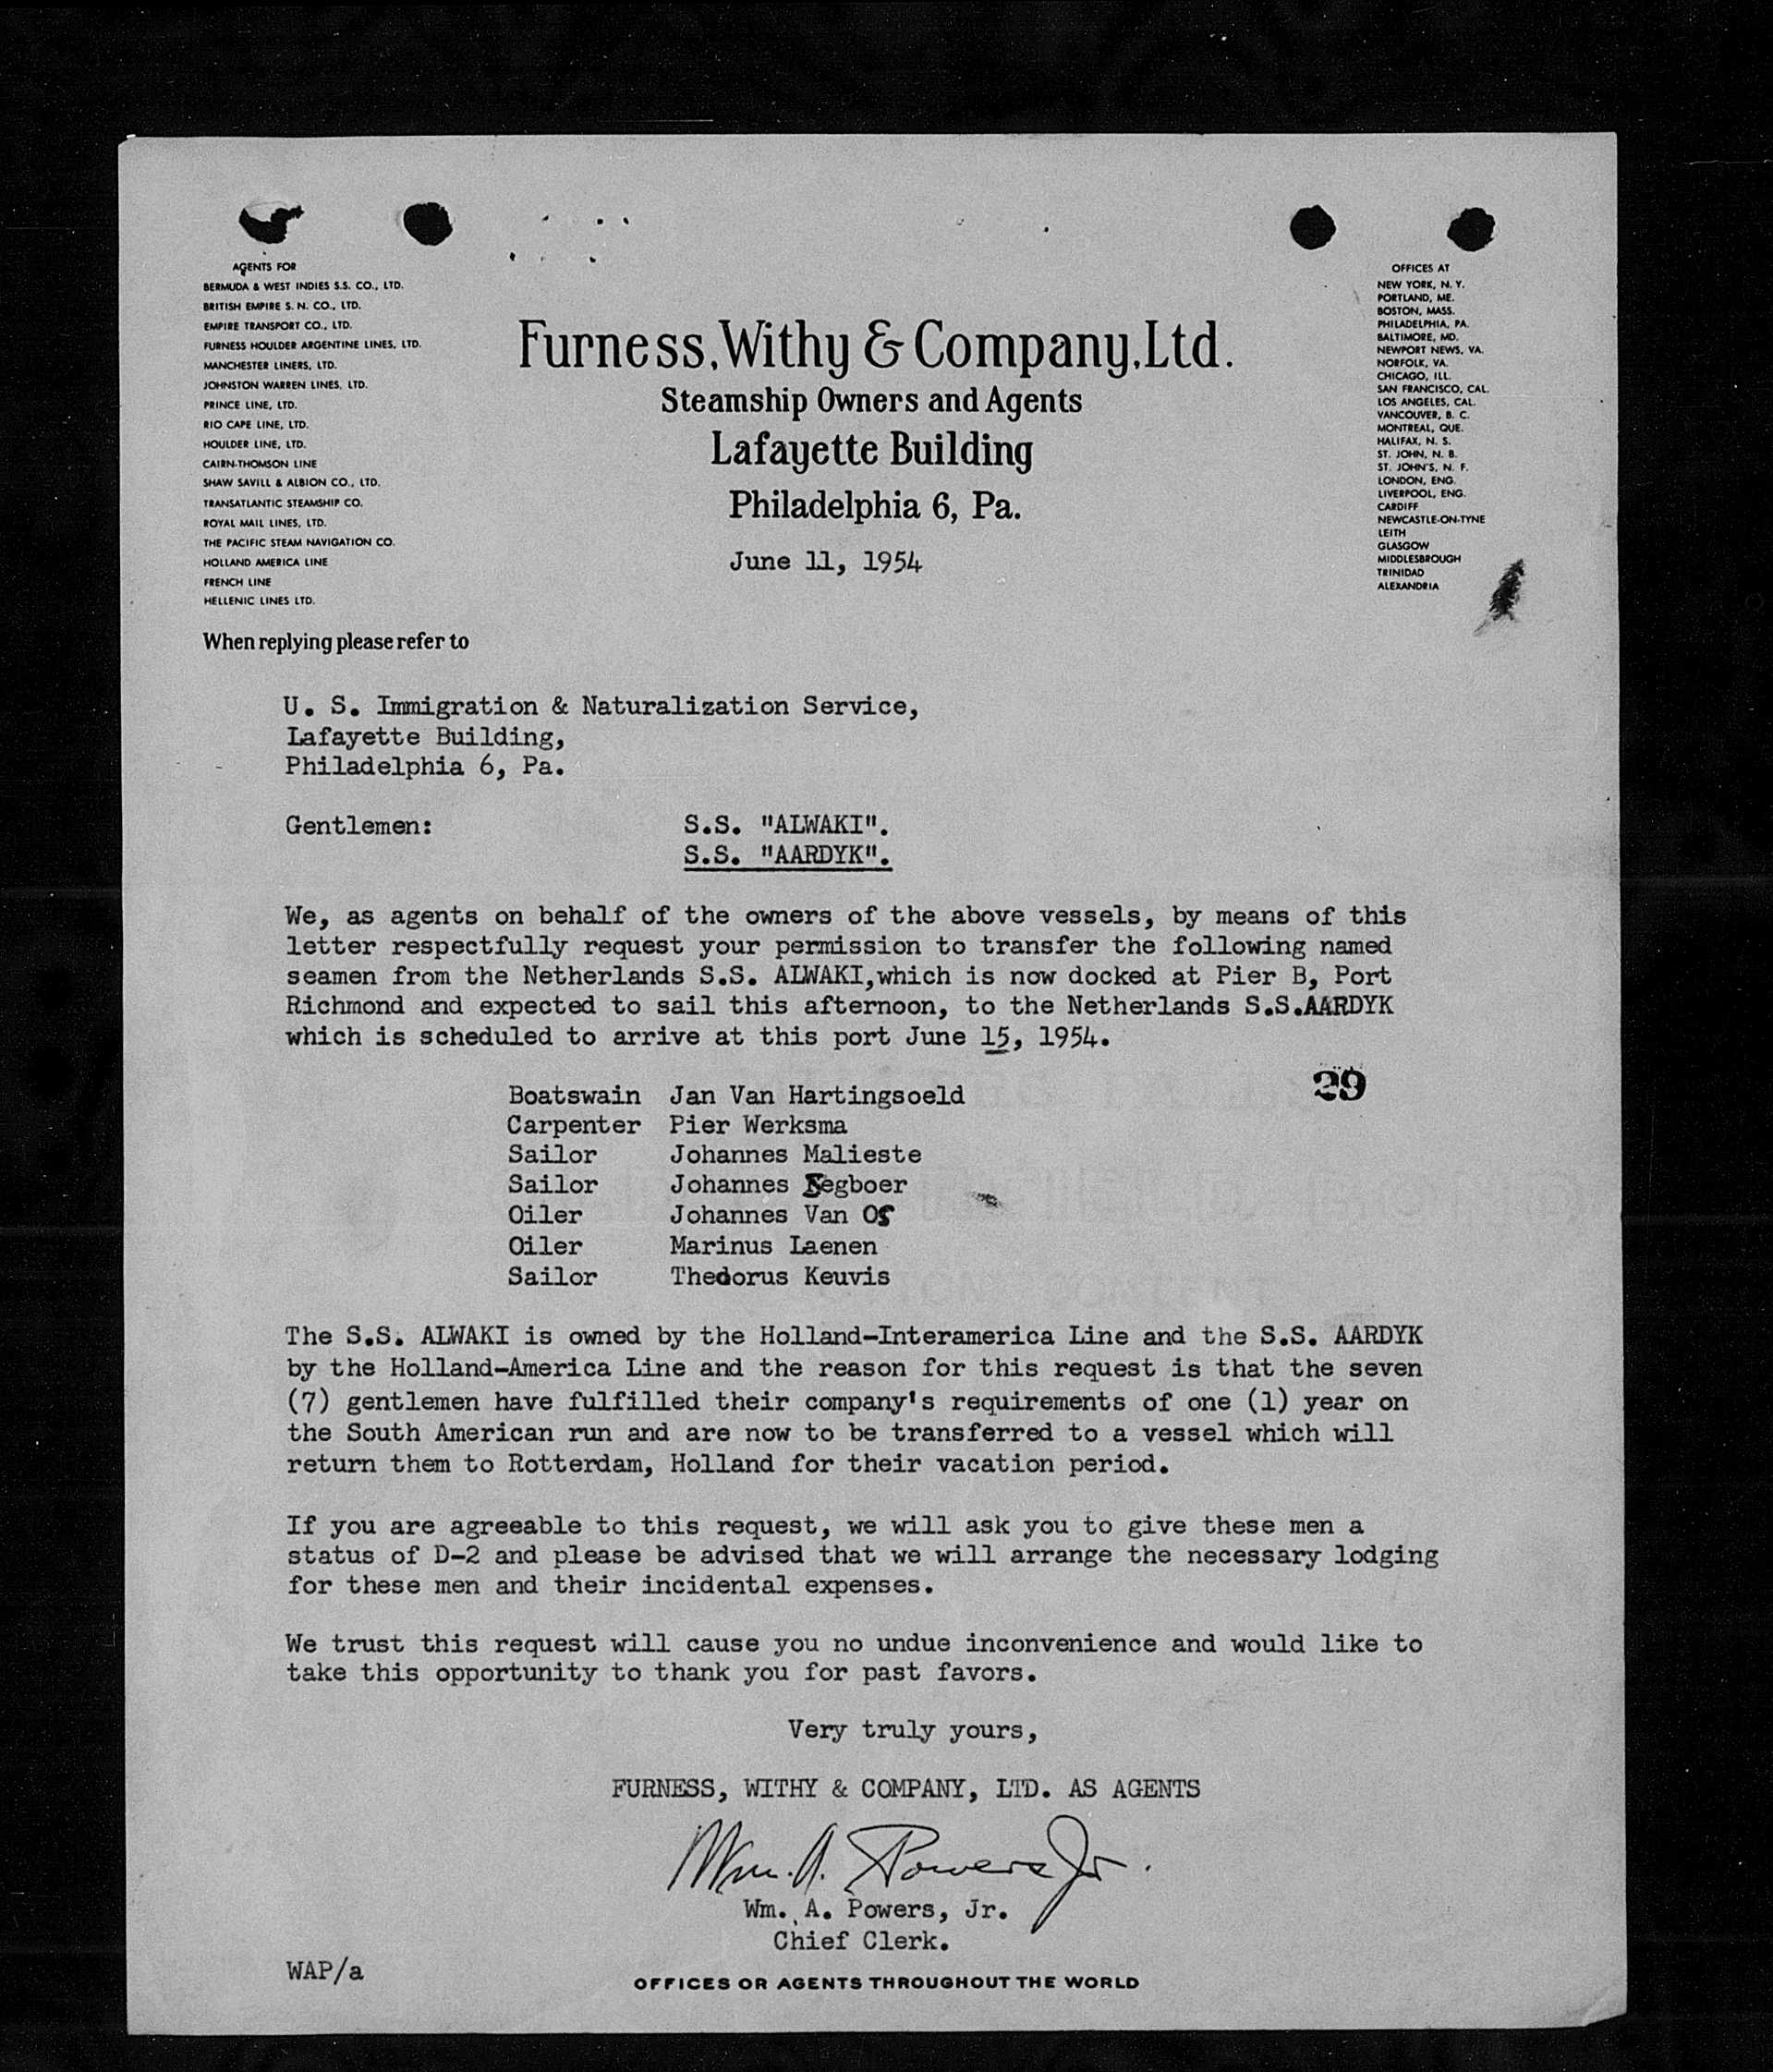 AGENTS FOR
BERMUDA & WEST INDIES S.S. CO., LTD.
BRITISH EMPIRE S. N. CO., LTD.
EMPIRE TRANSPORT CO., LTD.
FURNESS HOULDER ARGENTINE LINES, LTD.
MANCHESTER LINERS, LTD.
JOHNSTON WARREN LINES, LTD.
PRINCE LINE, LTD.
RIO CAPE LINE, LTD.
HOULDER LINE, LTD.
CAIRN-THOMSON LINE
SHAW SAVILL & ALBION CO., LTD.
TRANSATLANTIC STEAMSHIP CO.
ROYAL MAIL LINES, LTD.
THE PACIFIC STEAM NAVIGATION CO.
HOLLAND AMERICA LINE
FRENCH LINE
HELLENIC LINES LTD.
Furness, Withy & Company, Ltd.
Steamship Owners and Agents
Lafayette Building
Philadelphia 6, Pa.
June 11, 1954
OFFICES AT
NEW YORK, N. Y.
PORTLAND, ME.
BOSTON, MASS.
PHILADELPHIA, PA.
BALTIMORE, MD.
NEWPORT NEWS, VA.
NORFOLK, VA.
CHICAGO, ILL.
SAN FRANCISCO, CAL.
LOS ANGELES, CAL.
VANCOUVER, B. C.
MONTREAL, QUE.
HALIFAX, N. S.
ST. JOHN, N. B.
ST. JOHN'S, N. F.
LONDON, ENG.
LIVERPOOL, ENG.
CARDIFF
NEWCASTLE-ON-TYNE
LEITH
GLASGOW
MIDDLESBROUGH
TRINIDAD
ALEXANDRIA
When replying please refer to
U. S. Immigration & Naturalization Service,
Lafayette Building,
Philadelphia 6, Pa.
Gentlemen: S.S. "ALWAKI".
S.S. "AARDYK".
We, as agents on behalf of the owners of the above vessels, by means of this
letter respectfully request your permission to transfer the following named
seamen from the Netherlands S.S. ALWAKI,which is now docked at Pier B, Port
Richmond and expected to sail this afternoon, to the Netherlands S.S.AARDYK
which is scheduled to arrive at this port June 15, 1954.
29
Boatswain Jan Van Hartingsoeld
Carpenter Pier Werksma
Sailor Johannes Malieste
Sailor Johannes Segboer
Oiler Johannes Van Os
Oiler Marinus Laenen
Sailor Thedorus Keuvis
The S.S. ALWAKI is owned by the Holland-Interamerica Line and the S.S. AARDYK
by the Holland-America Line and the reason for this request is that the seven
(7) gentlemen have fulfilled their company's requirements of one (1) year on
the South American run and are now to be transferred to a vessel which will
return them to Rotterdam, Holland for their vacation period.
If you are agreeable to this request, we will ask you to give these men a
status of D-2 and please be advised that we will arrange the necessary lodging
for these men and their incidental expenses.
We trust this request will cause you no undue inconvenience and would like to
take this opportunity to thank you for past favors.
Very truly yours,
FURNESS, WITHY & COMPANY, LTD. AS AGENTS
Wm. A. Powers Jr.
Wm. A. Powers, Jr.
Chief Clerk.
WAP/a
OFFICES OR AGENTS THROUGHOUT THE WORLD